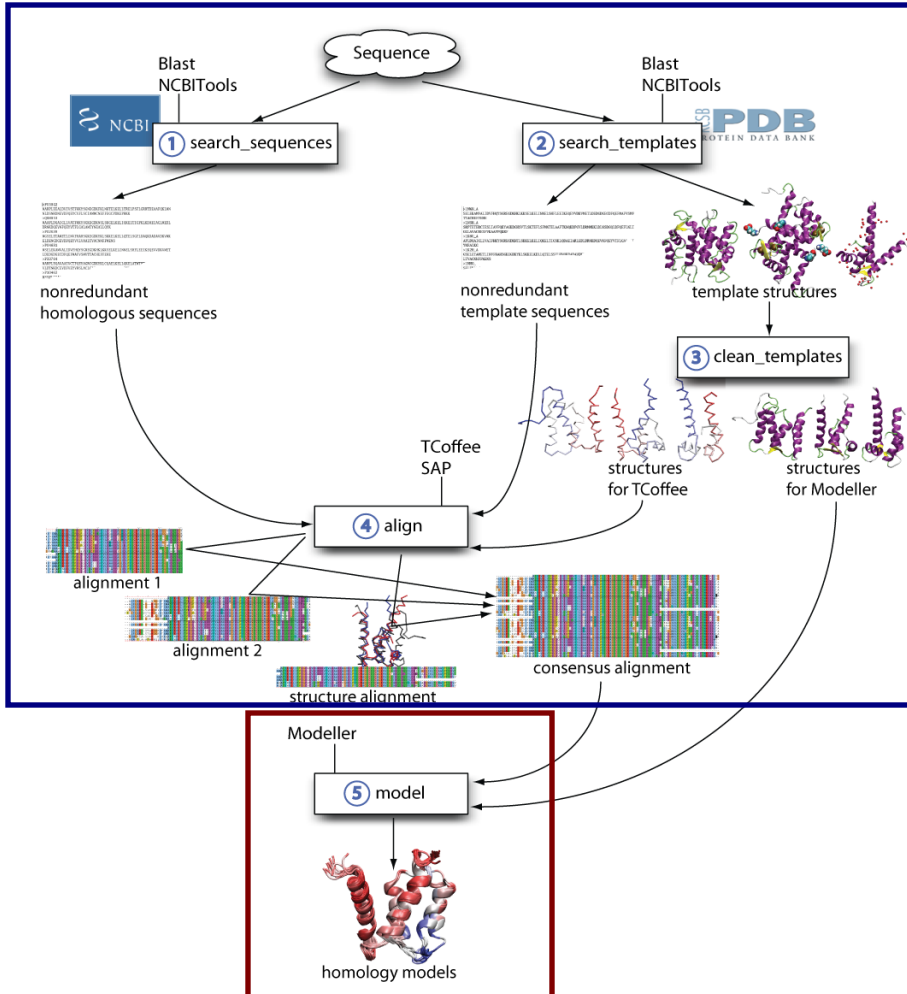 Sequence
Blast
NCBITools
Blast
NCBITools
NCBI
PDB
PROTEIN DATA BANK
1 search_sequences
2 search_templates
nonredundant
homologous sequences
nonredundant
template sequences
template structures
3 clean_templates
structures
for TCoffee
structures
for Modeller
TCoffee
SAP
4 align
alignment 1
alignment 2
structure alignment
consensus alignment
Modeller
5 model
homology models